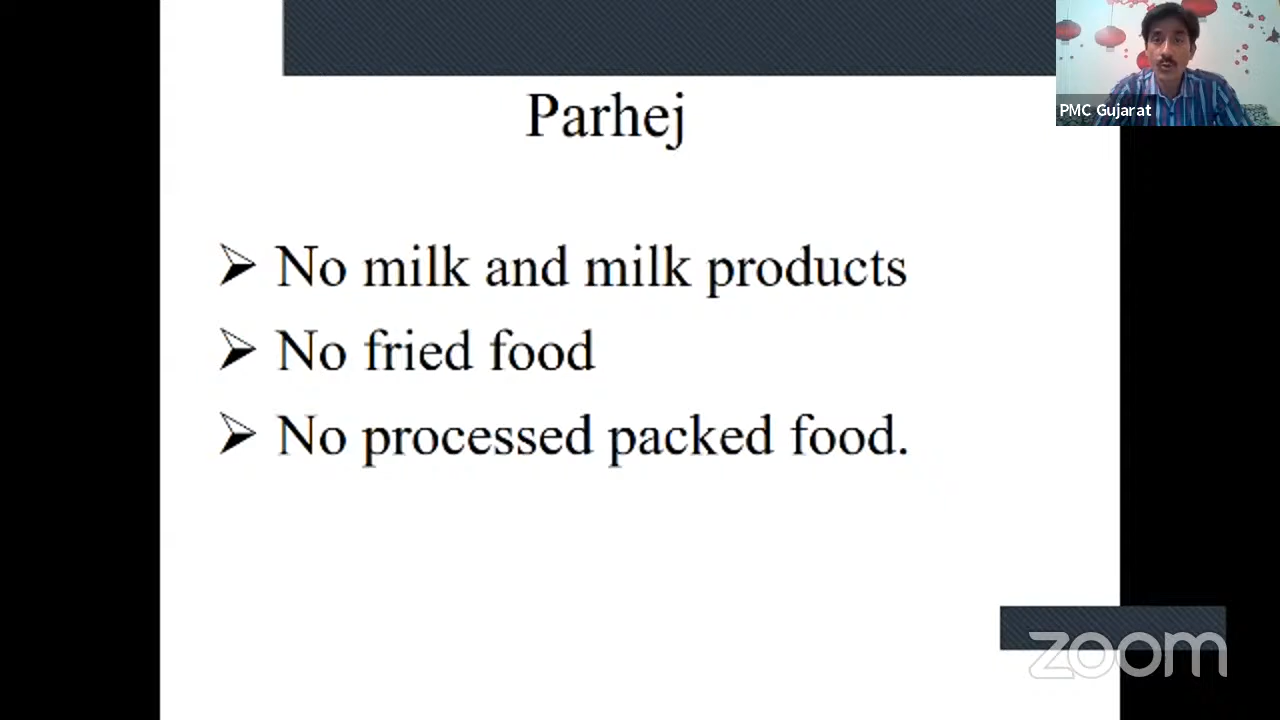 Parhej
PMC Gujarat
No milk and milk products
No fried food
No processed packed food.
zoom